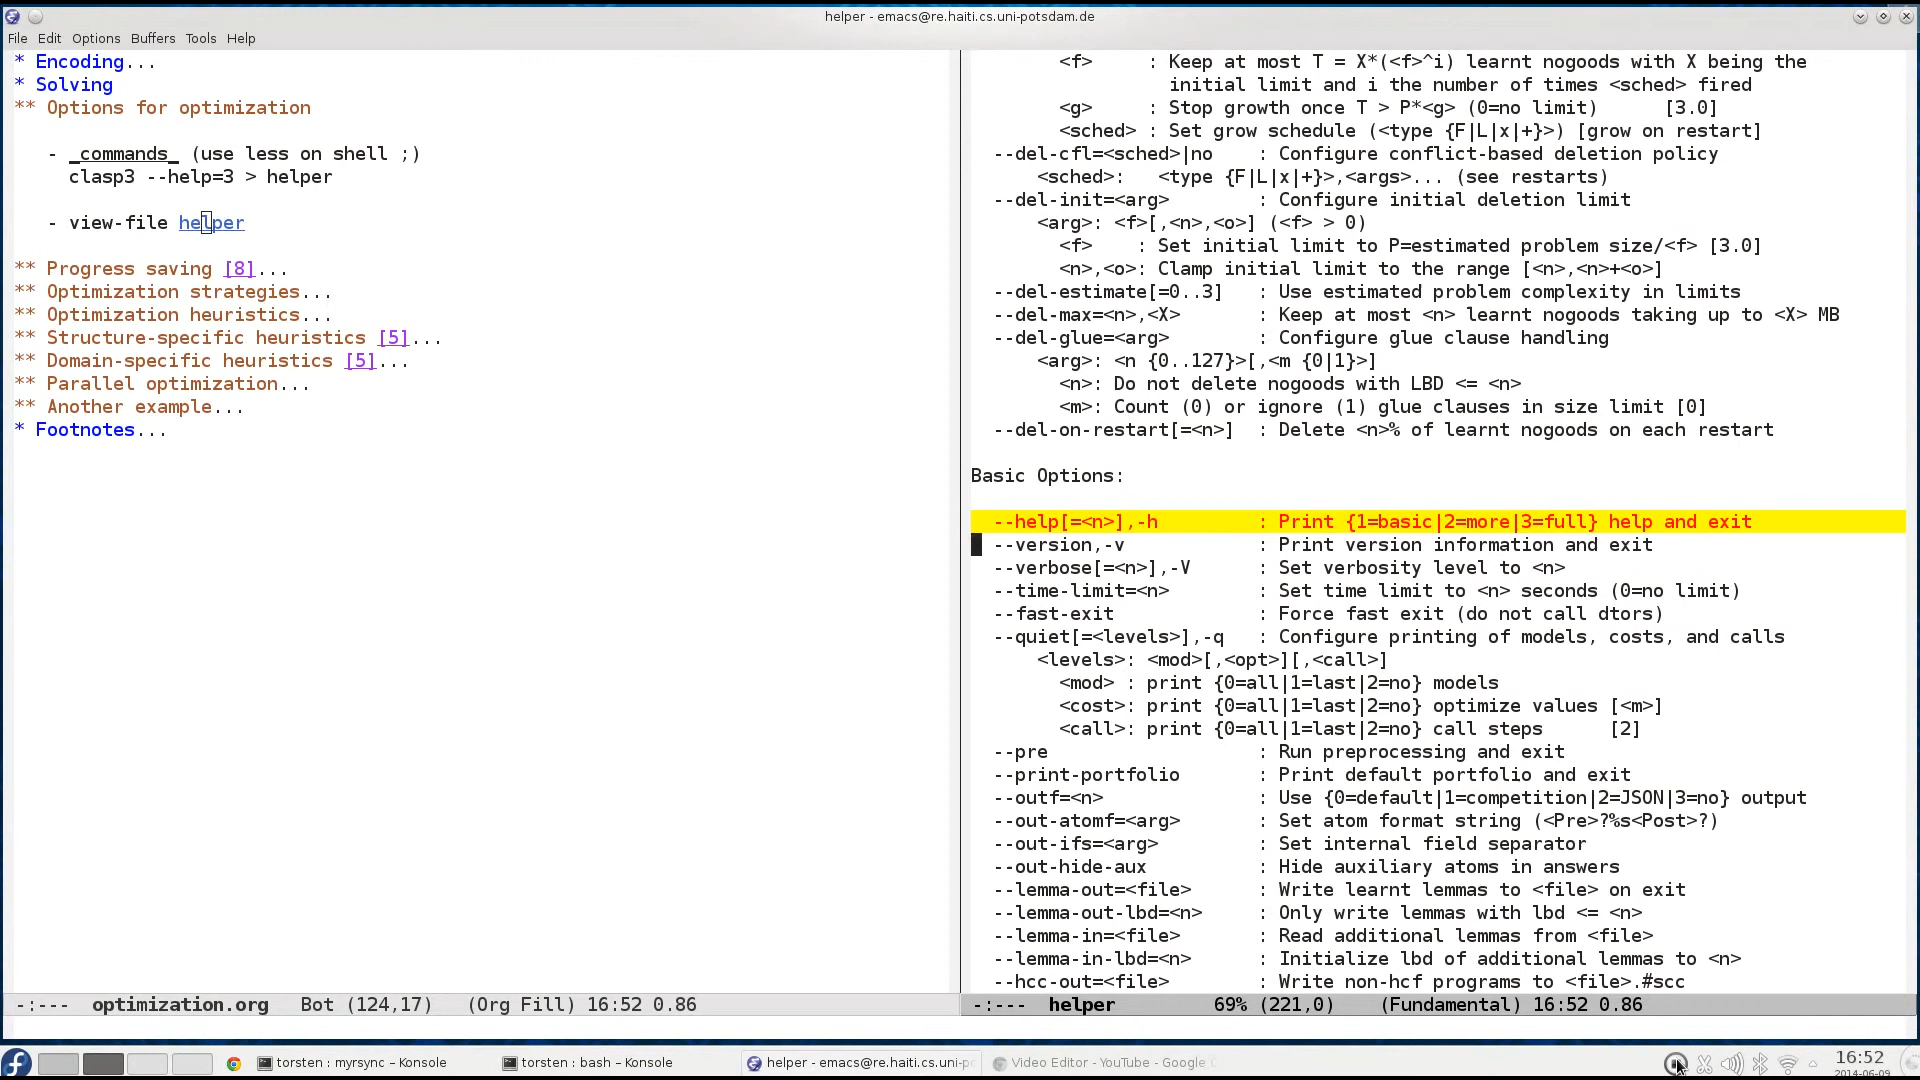 helper - emacs@re.haiti.cs.uni-potsdam.de
File Edit Options Buffers Tools Help
* Encoding...
* Solving
** Options for optimization
- _commands_ (use less on shell ;)
clasp3 --help=3 > helper
- view-file helper
** Progress saving [8]...
** Optimization strategies...
** Optimization heuristics...
** Structure-specific heuristics [5]...
** Domain-specific heuristics [5]...
** Parallel optimization...
** Another example...
* Footnotes...
-:--- optimization.org Bot (124,17) (Org Fill) 16:52 0.86
<f> : Keep at most T = X*(<f>^i) learnt nogoods with X being the
initial limit and i the number of times <sched> fired
<g> : Stop growth once T > P*<g> (0=no limit) [3.0]
<sched> : Set grow schedule (<type {F|L|x|+}>) [grow on restart]
--del-cfl=<sched>|no : Configure conflict-based deletion policy
<sched>: <type {F|L|x|+}>,<args>... (see restarts)
--del-init=<arg> : Configure initial deletion limit
<arg>: <f>[,<n>,<o>] (<f> > 0)
<f> : Set initial limit to P=estimated problem size/<f> [3.0]
<n>,<o>: Clamp initial limit to the range [<n>,<n>+<o>]
--del-estimate[=0..3] : Use estimated problem complexity in limits
--del-max=<n>,<X> : Keep at most <n> learnt nogoods taking up to <X> MB
--del-glue=<arg> : Configure glue clause handling
<arg>: <n {0..127}>[,<m {0|1}>]
<n>: Do not delete nogoods with LBD <= <n>
<m>: Count (0) or ignore (1) glue clauses in size limit [0]
--del-on-restart[=<n>] : Delete <n>% of learnt nogoods on each restart
Basic Options:
--help[=<n>],-h : Print {1=basic|2=more|3=full} help and exit
--version,-v : Print version information and exit
--verbose[=<n>],-V : Set verbosity level to <n>
--time-limit=<n> : Set time limit to <n> seconds (0=no limit)
--fast-exit : Force fast exit (do not call dtors)
--quiet[=<levels>],-q : Configure printing of models, costs, and calls
<levels>: <mod>[,<opt>][,<call>]
<mod> : print {0=all|1=last|2=no} models
<cost>: print {0=all|1=last|2=no} optimize values [<m>]
<call>: print {0=all|1=last|2=no} call steps [2]
--pre : Run preprocessing and exit
--print-portfolio : Print default portfolio and exit
--outf=<n> : Use {0=default|1=competition|2=JSON|3=no} output
--out-atomf=<arg> : Set atom format string (<Pre>?%s<Post>?)
--out-ifs=<arg> : Set internal field separator
--out-hide-aux : Hide auxiliary atoms in answers
--lemma-out=<file> : Write learnt lemmas to <file> on exit
--lemma-out-lbd=<n> : Only write lemmas with lbd <= <n>
--lemma-in=<file> : Read additional lemmas from <file>
--lemma-in-lbd=<n> : Initialize lbd of additional lemmas to <n>
--hcc-out=<file> : Write non-hcf programs to <file>.#scc
-:--- helper 69% (221,0) (Fundamental) 16:52 0.86
torsten : myrsync – Konsole
torsten : bash – Konsole
helper - emacs@re.haiti.cs.uni-p
Video Editor - YouTube - Google
16:52
2014-06-09